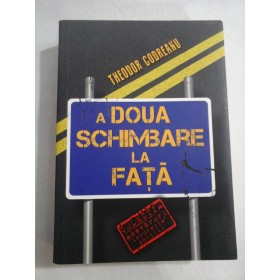 THEODOR CODREANU
A DOUA
SCHIMBARE
LA
FAȚĂ